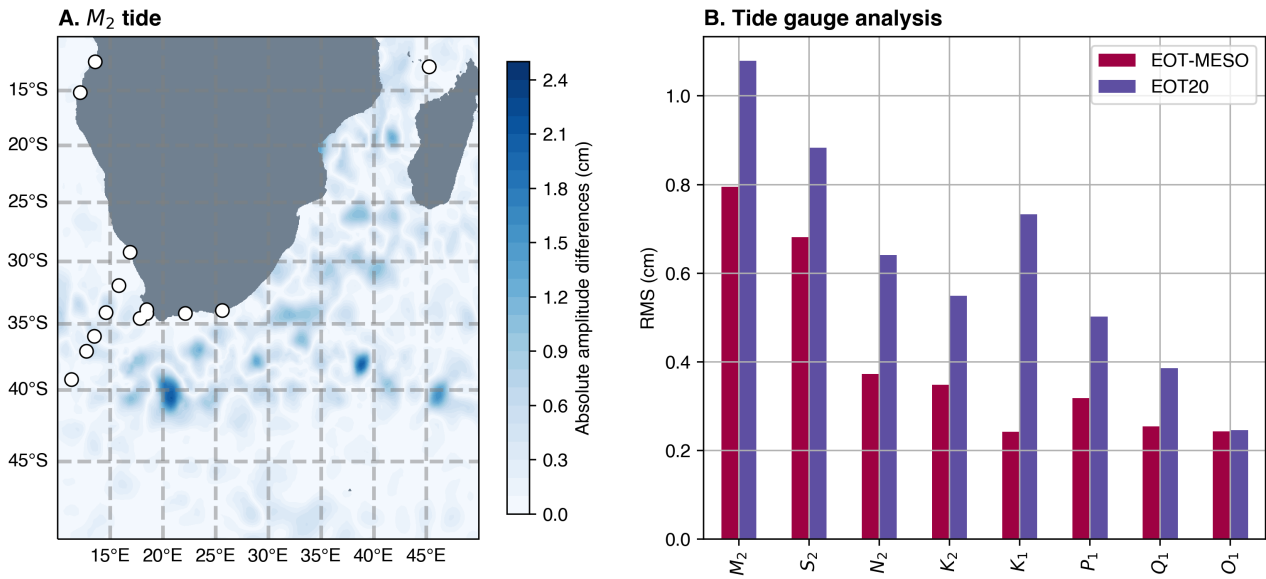 A. M₂ tide
15°S
20°S
25°S
30°S
35°S
40°S
45°S
15°E 20°E 25°E 30°E 35°E 40°E 45°E
2.4
2.1
1.8
1.5
1.2
0.9
0.6
0.3
0.0
Absolute amplitude differences (cm)
B. Tide gauge analysis
EOT-MESO
EOT20
1.0
0.8
0.6
0.4
0.2
0.0
RMS (cm)
M₂ S₂ N₂ K₂ K₁ P₁ Q₁ O₁